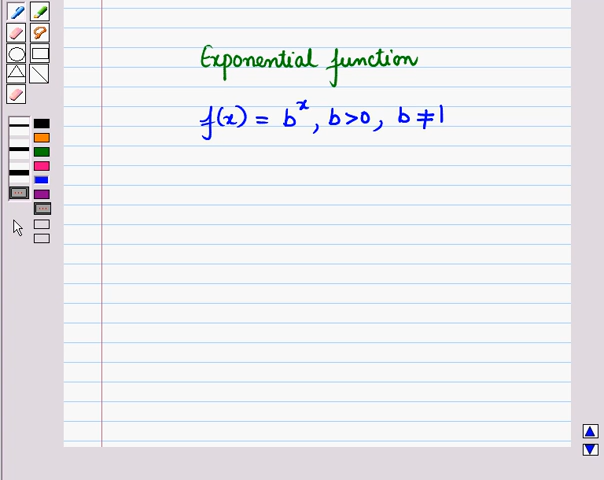 Exponential function
f(x) = b^x, b>0, b≠1